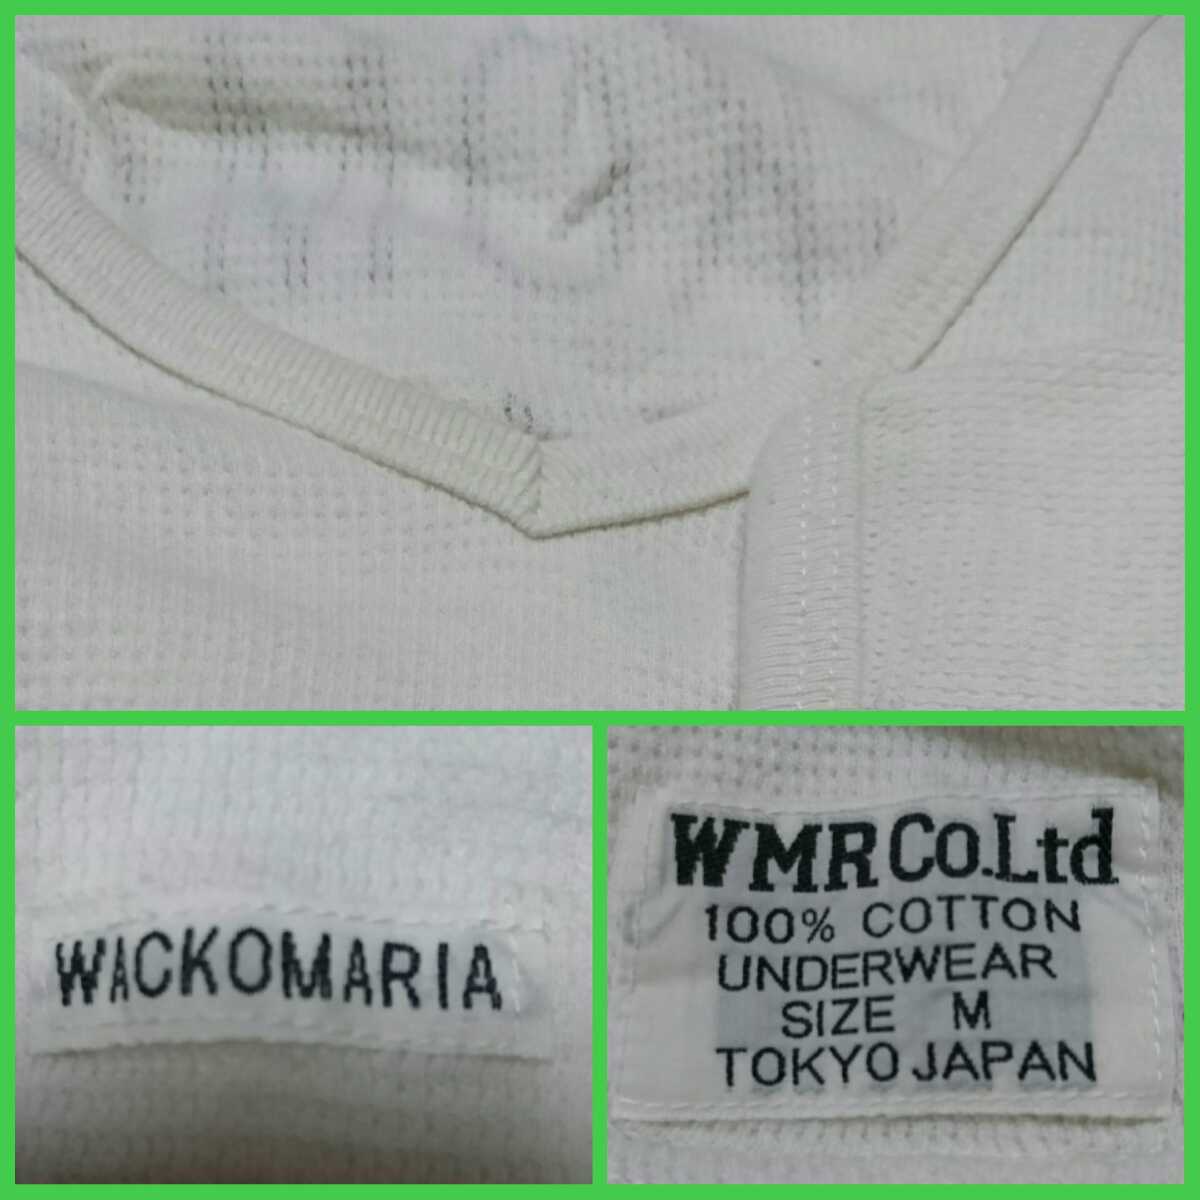 WACKOMARIA
WMR Co.Ltd
100% COTTON
UNDERWEAR
SIZE M
TOKYO JAPAN